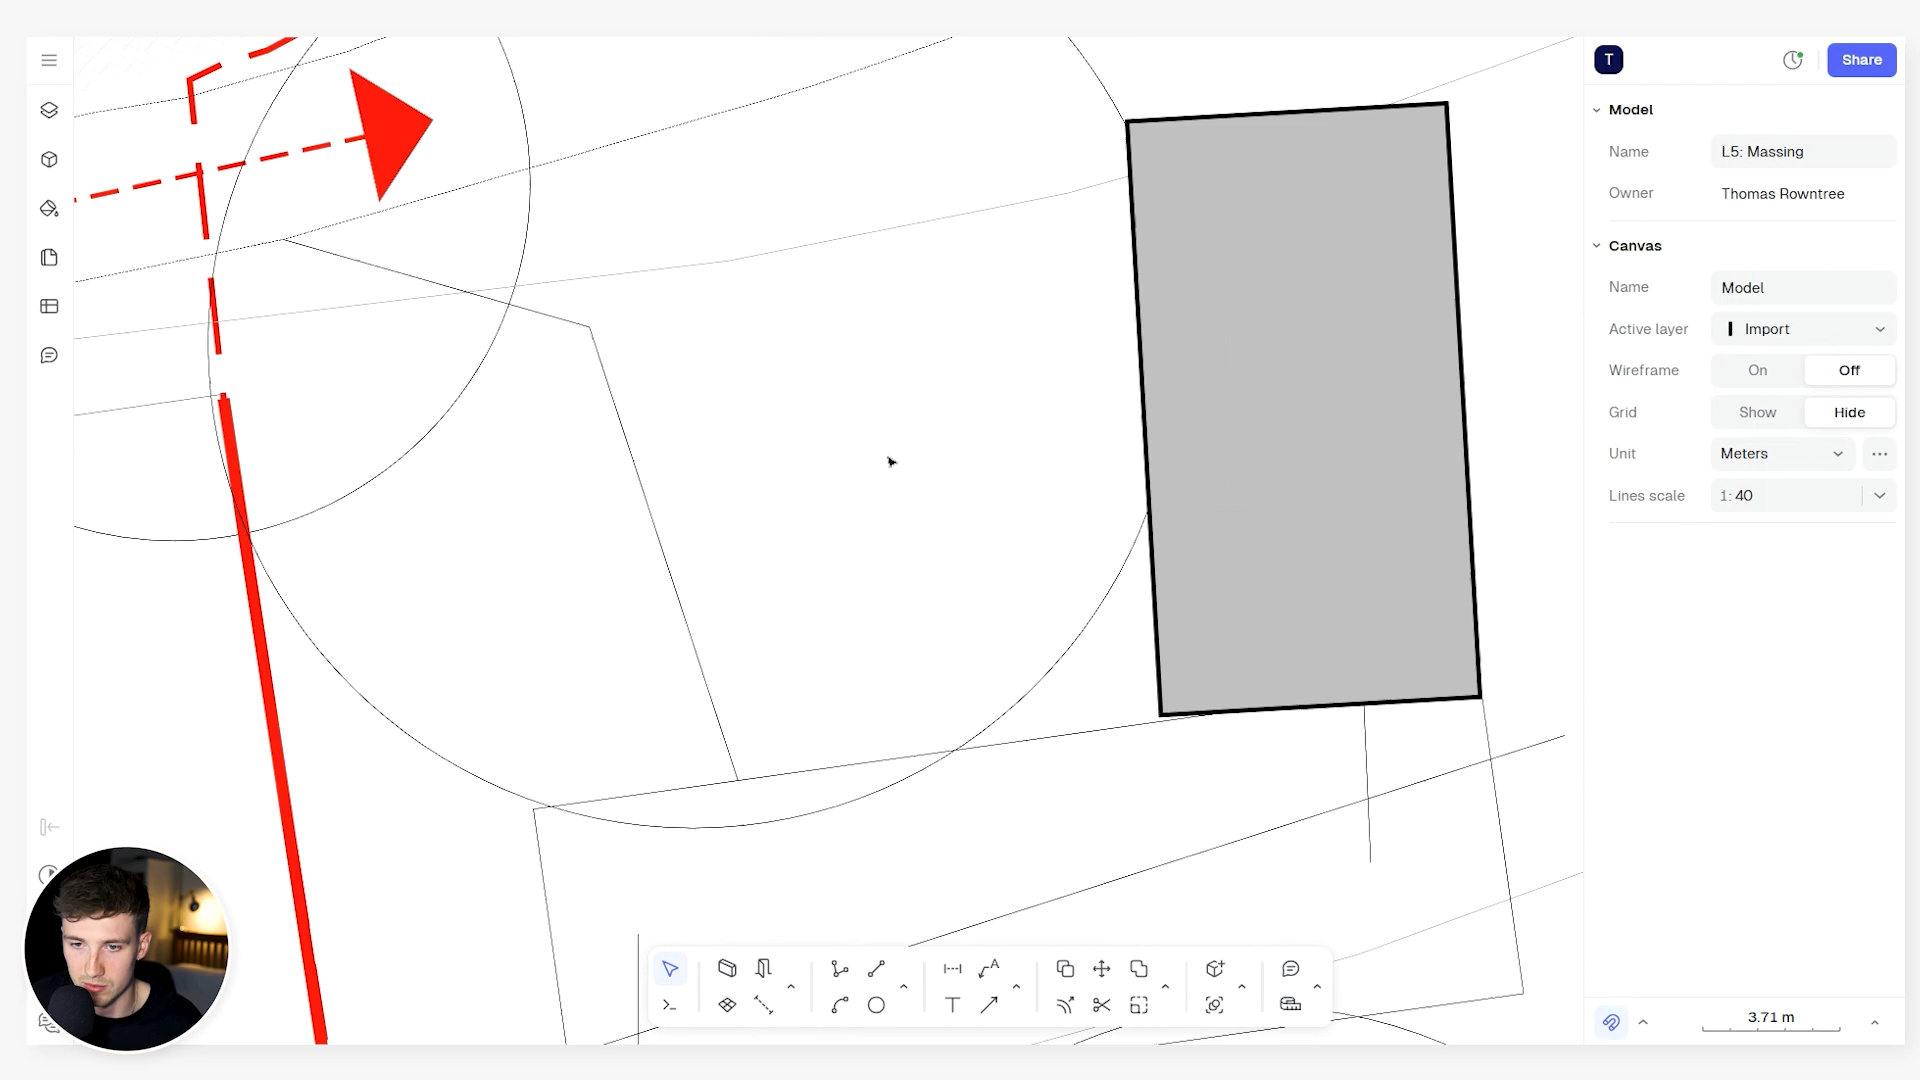 T
Share
Model
Name L5: Massing
Owner Thomas Rowntree
Canvas
Name Model
Active layer Import
Wireframe On Off
Grid Show Hide
Unit Meters
Lines scale 1: 40
A
T
3.71 m